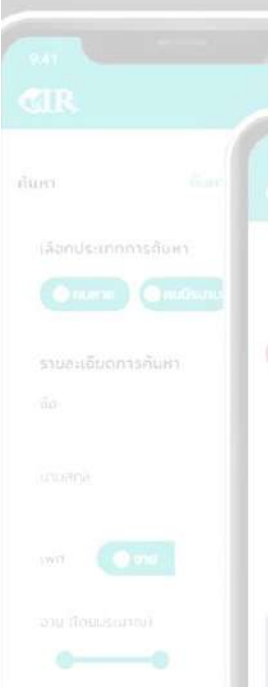 9:41
CIR
ค้นหา
เลือกประเภทการค้นหา
คนตาย
รายละเอียดการค้นหา
ชื่อ
นามสกุล
เพศ ชาย
อายุ (โดยประมาณ)